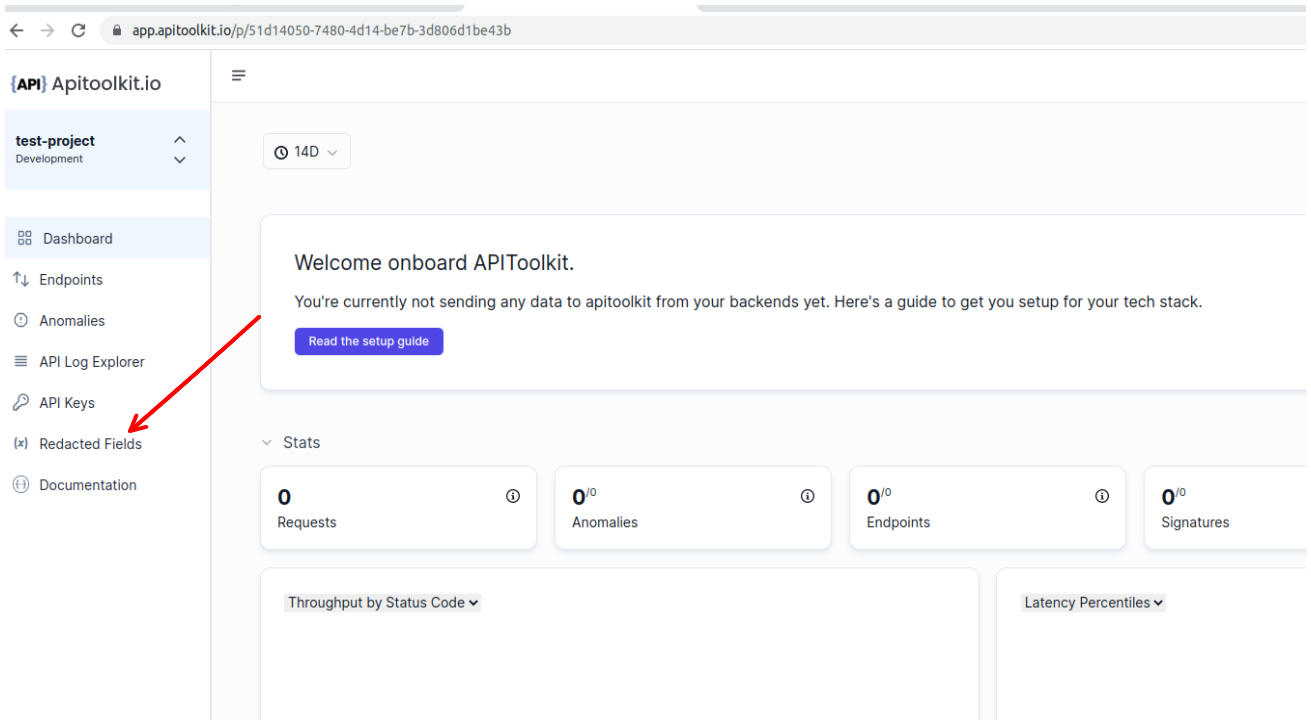 app.apitoolkit.io/p/51d14050-7480-4d14-be7b-3d806d1be43b
{API} Apitoolkit.io
test-project
Development
Dashboard
Endpoints
Anomalies
API Log Explorer
API Keys
(x) Redacted Fields
Documentation
14D
Welcome onboard APIToolkit.
You're currently not sending any data to apitoolkit from your backends yet. Here's a guide to get you setup for your tech stack.
Read the setup guide
Stats
0
Requests
0/0
Anomalies
0/0
Endpoints
0/0
Signatures
Throughput by Status Code
Latency Percentiles